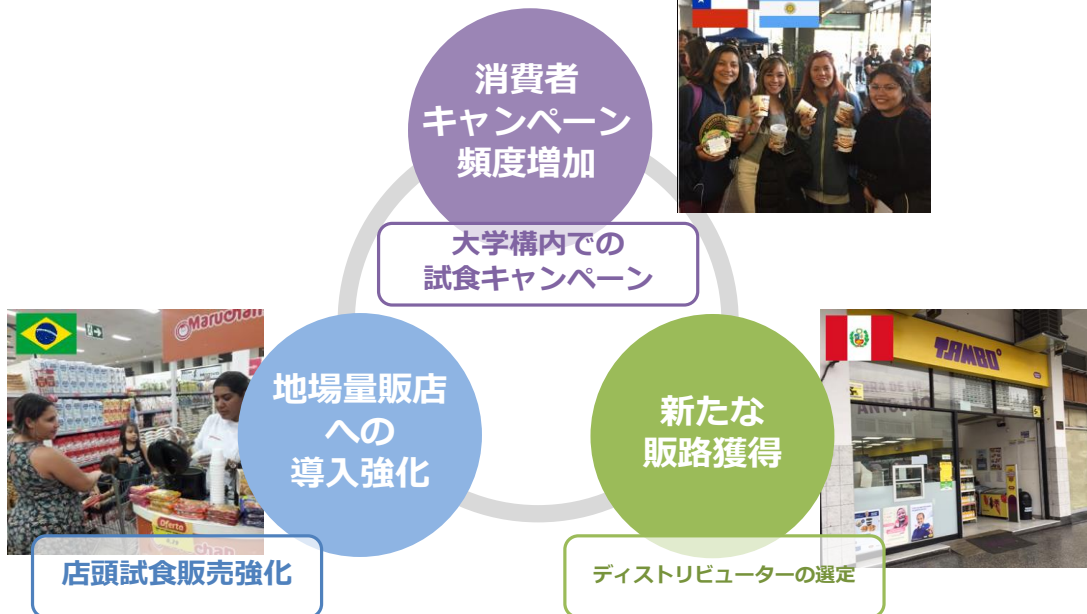 消費者
キャンペーン
頻度増加
大学構内での
試食キャンペーン
Maruchan
地場量販店
への
導入強化
Oferta
店頭試食販売強化
新たな
販路獲得
TAMBO
ディストリビューターの選定